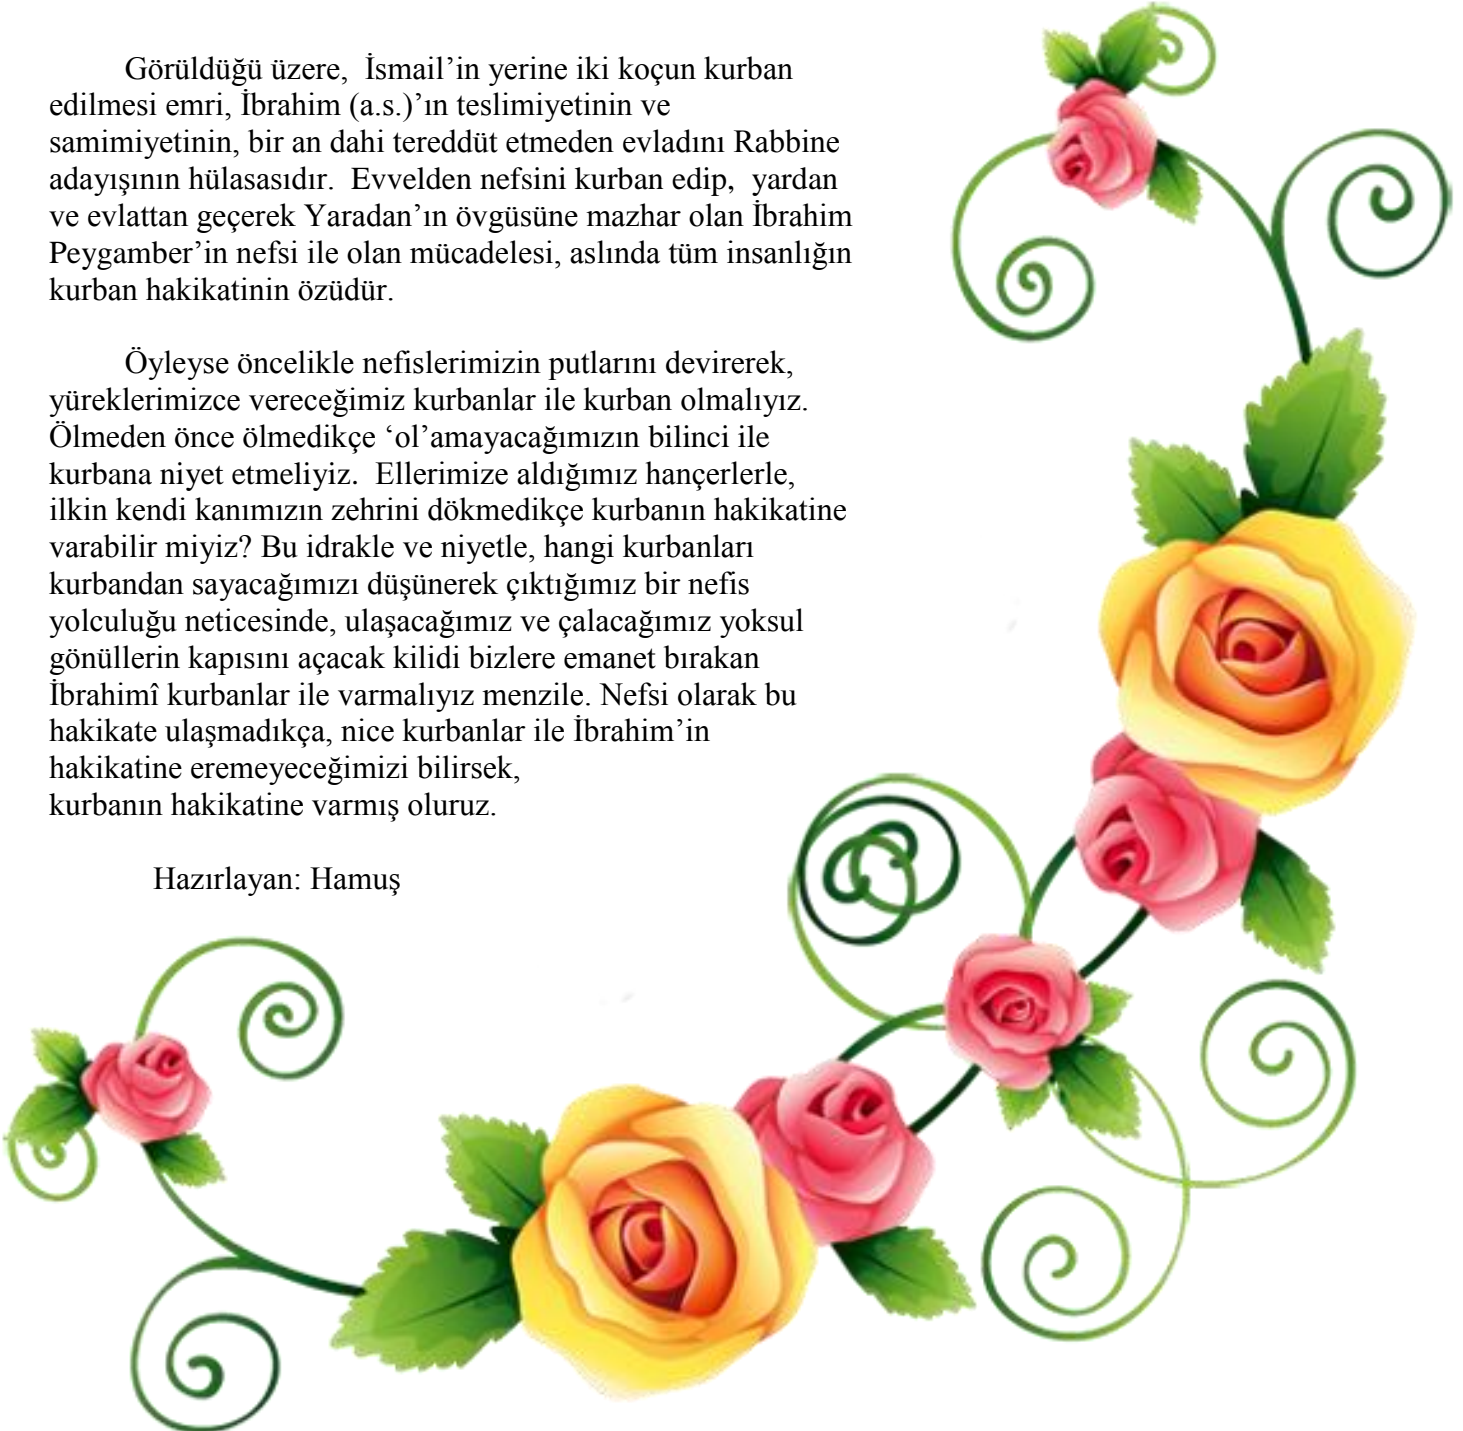 Görüldüğü üzere,  İsmail’in yerine iki koçun kurban
edilmesi emri, İbrahim (a.s.)’ın teslimiyetinin ve
samimiyetinin, bir an dahi tereddüt etmeden evladını Rabbine
adayışının hülasasıdır.  Evvelden nefsini kurban edip,  yardan
ve evlattan geçerek Yaradan’ın övgüsüne mazhar olan İbrahim
Peygamber’in nefsi ile olan mücadelesi, aslında tüm insanlığın
kurban hakikatinin özüdür.
Öyleyse öncelikle nefislerimizin putlarını devirerek,
yüreklerimizce vereceğimiz kurbanlar ile kurban olmalıyız.
Ölmeden önce ölmedikçe ‘ol’amayacağımızın bilinci ile
kurbana niyet etmeliyiz.  Ellerimize aldığımız hançerlerle,
ilkin kendi kanımızın zehrini dökmedikçe kurbanın hakikatine
varabilir miyiz? Bu idrakle ve niyetle, hangi kurbanları
kurbandan sayacağımızı düşünerek çıktığımız bir nefis
yolculuğu neticesinde, ulaşacağımız ve çalacağımız yoksul
gönüllerin kapısını açacak kilidi bizlere emanet bırakan
İbrahimî kurbanlar ile varmalıyız menzile. Nefsi olarak bu
hakikate ulaşmadıkça, nice kurbanlar ile İbrahim’in
hakikatine eremeyeceğimizi bilirsek,
kurbanın hakikatine varmış oluruz.
Hazırlayan: Hamuş